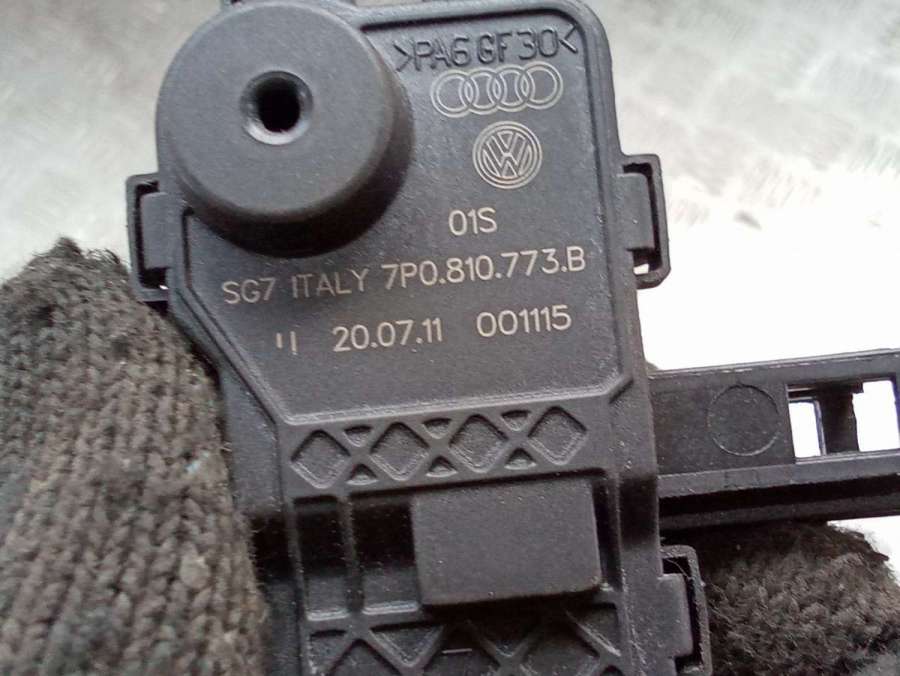 >PA6 GF30<
01S
SG7 ITALY 7P0.810.773.B
20.07.11 001115